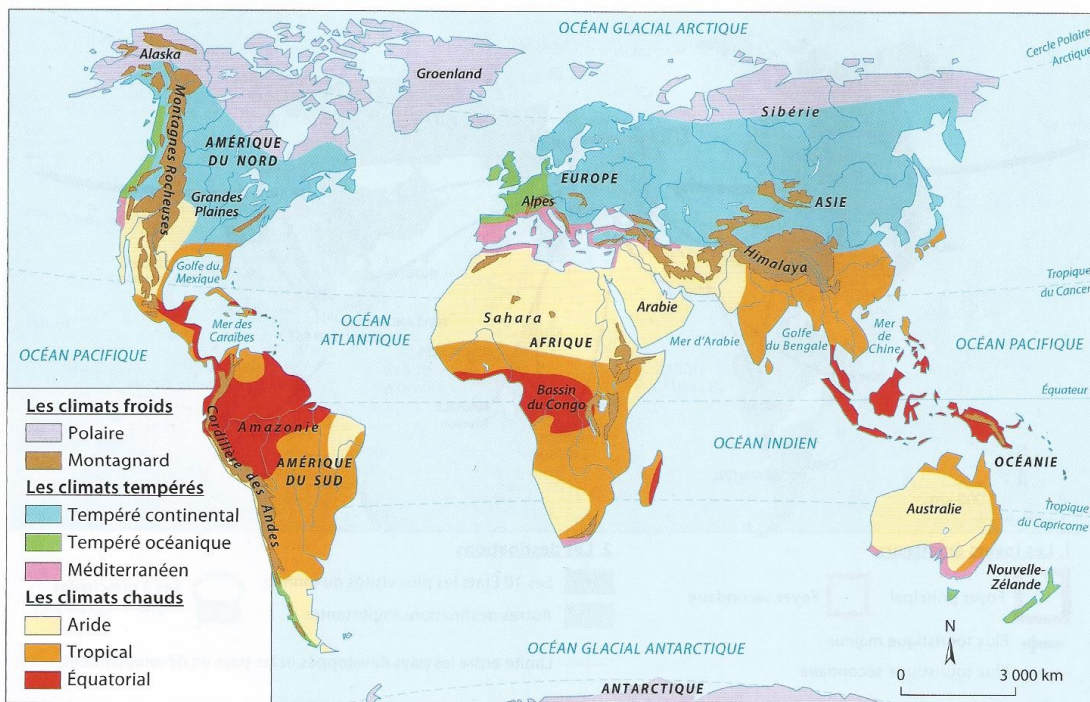 OCÉAN GLACIAL ARCTIQUE
Cercle Polaire
Arctique
Alaska
Groenland
Sibérie
Montagnes Rocheuses
AMÉRIQUE
DU NORD
Grandes
Plaines
EUROPE
Alpes
ASIE
Himalaya
Golfe du
Mexique
Tropique
du Cancer
Sahara
Arabie
Mer des
Caraïbes
OCÉAN
ATLANTIQUE
AFRIQUE
Mer d'Arabie
Golfe
du Bengale
Mer
de
Chine
OCÉAN PACIFIQUE
OCÉAN PACIFIQUE
Équateur
Bassin
du Congo
Amazonie
Cordilière des Andes
AMÉRIQUE
DU SUD
OCÉAN INDIEN
OCÉANIE
Australie
Tropique
du Capricorne
Nouvelle-
Zélande
OCÉAN GLACIAL ANTARCTIQUE
ANTARCTIQUE
N
0 3 000 km
Les climats froids
Polaire
Montagnard
Les climats tempérés
Tempéré continental
Tempéré océanique
Méditerranéen
Les climats chauds
Aride
Tropical
Équatorial